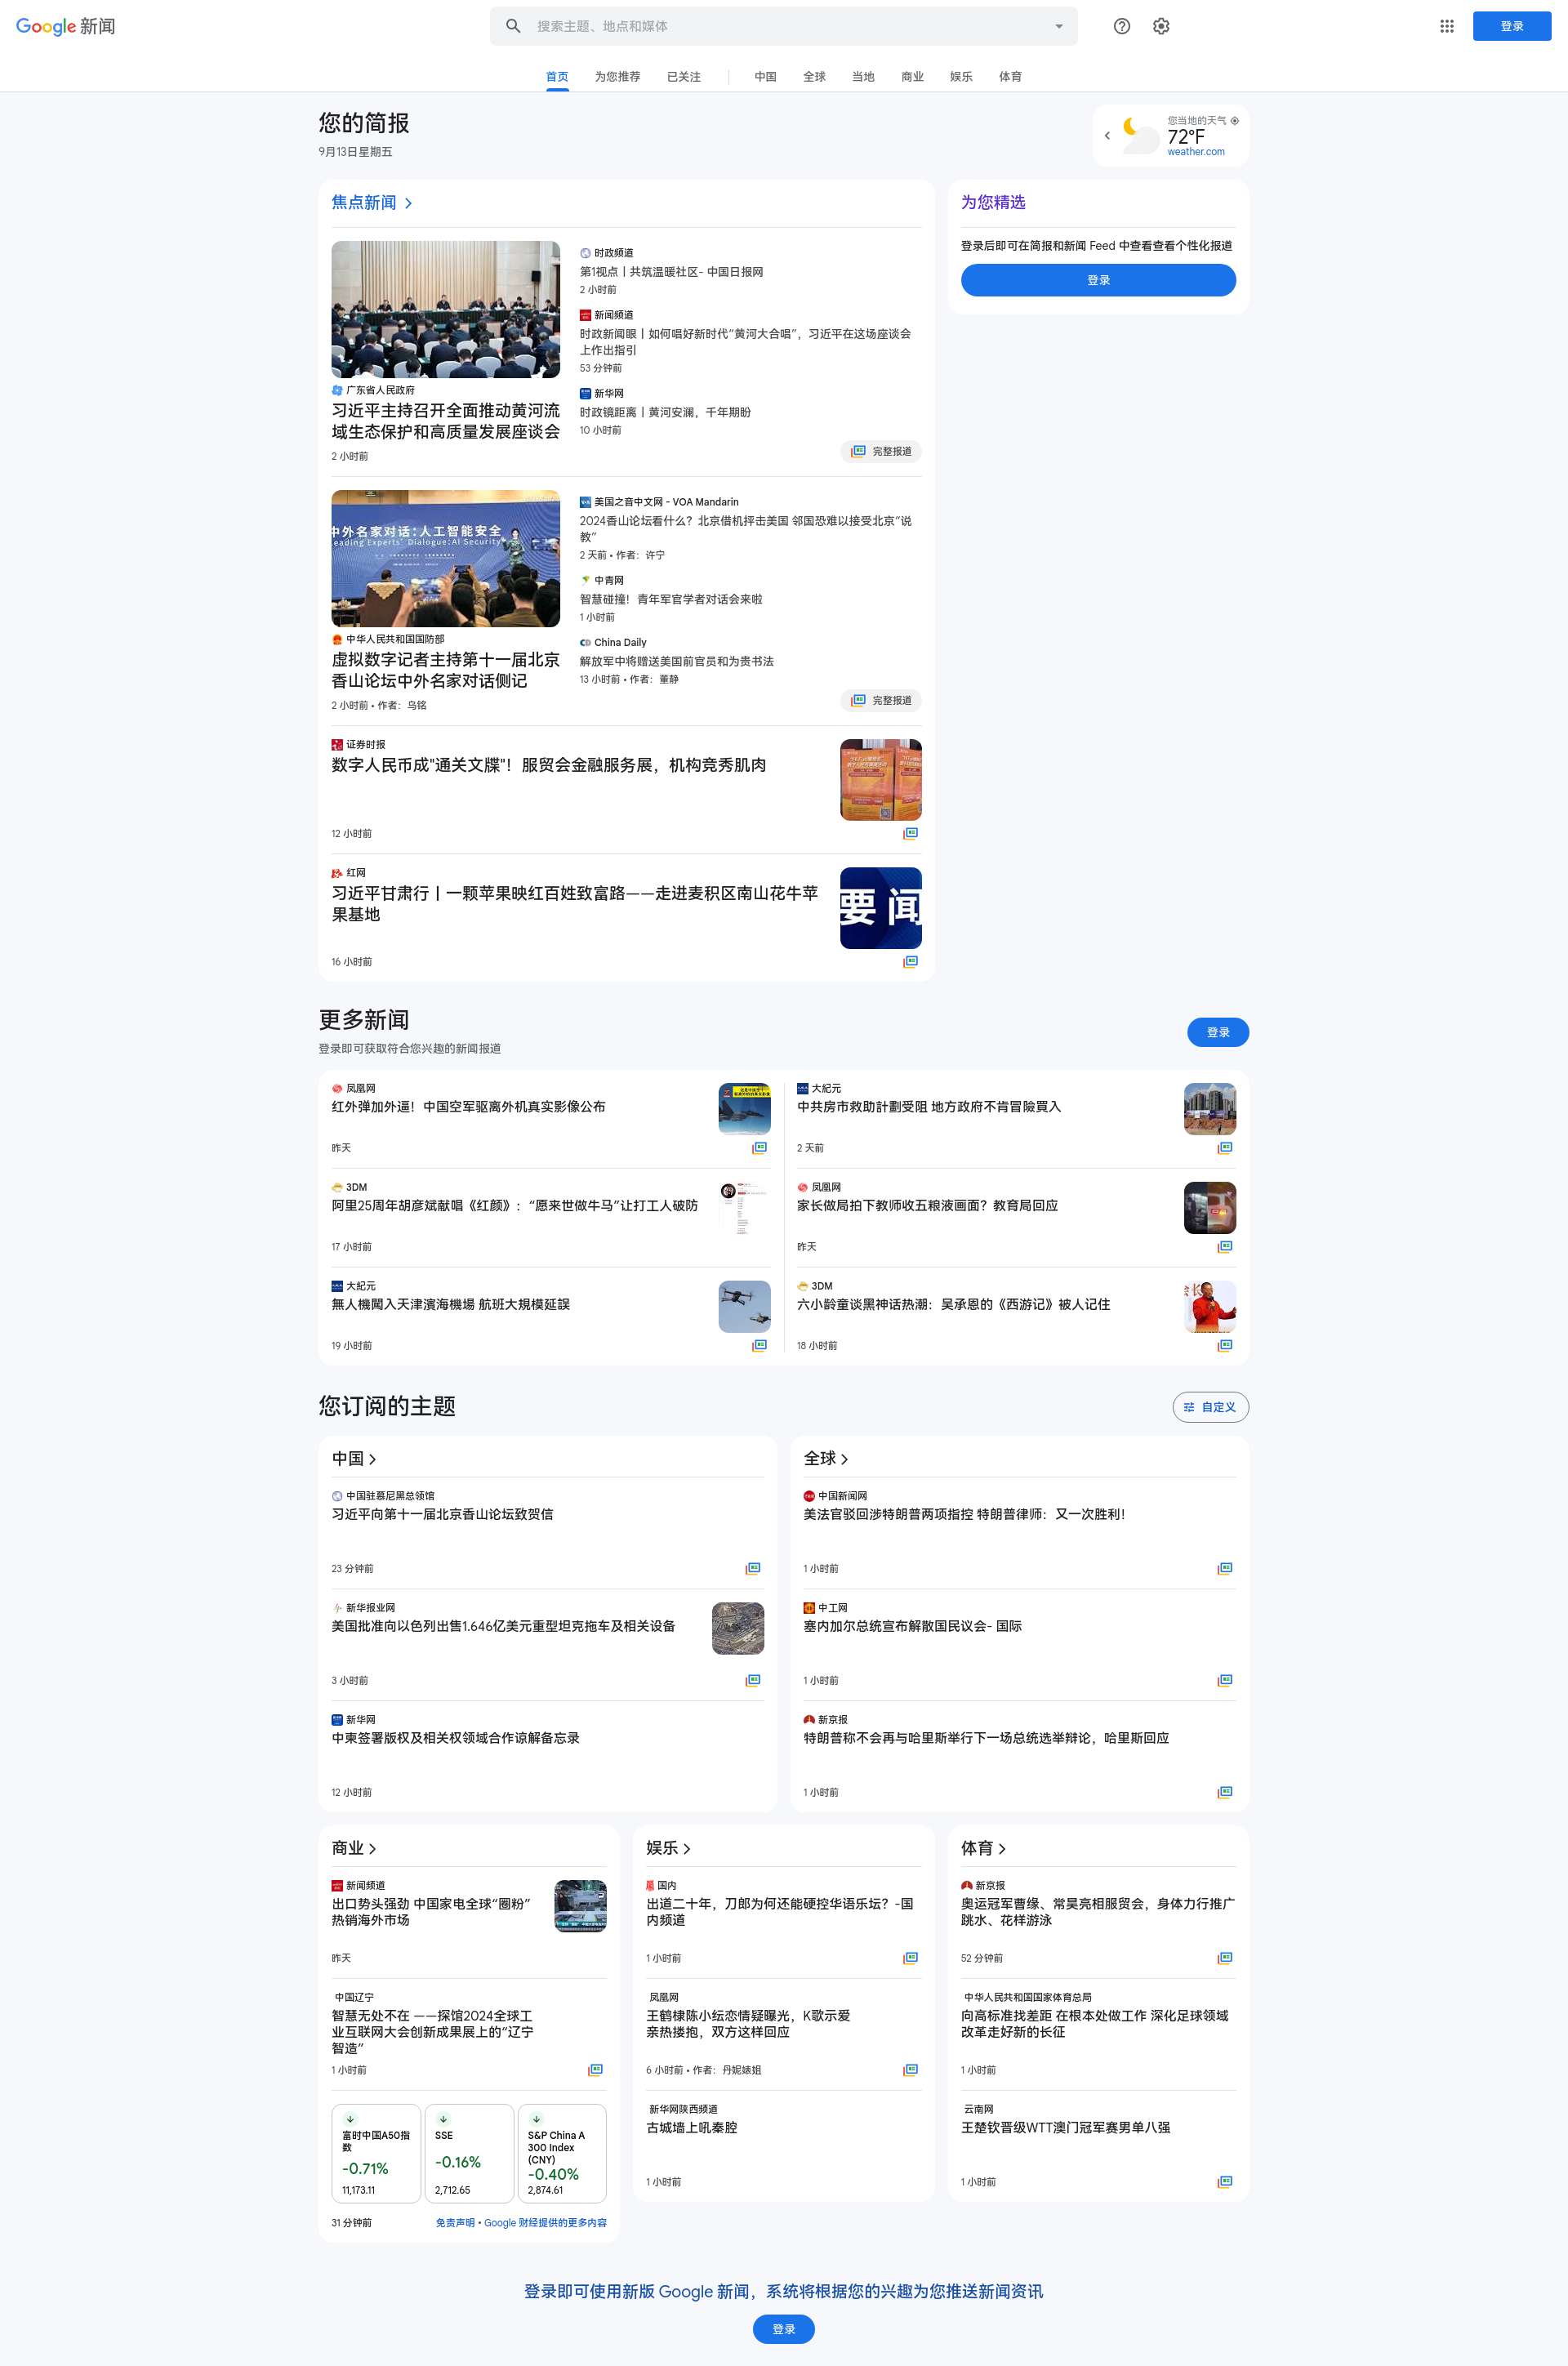 Google 新闻
搜索主题、地点和媒体
登录
首页
为您推荐
已关注
中国
全球
当地
商业
娱乐
体育
您的简报
9月13日星期五
您当地的天气
72°F
weather.com
焦点新闻
广东省人民政府
习近平主持召开全面推动黄河流
域生态保护和高质量发展座谈会
2 小时前
时政频道
第1视点丨共筑温暖社区- 中国日报网
2 小时前
新闻频道
时政新闻眼丨如何唱好新时代“黄河大合唱”，习近平在这场座谈会
上作出指引
53 分钟前
新华网
时政镜距离丨黄河安澜，千年期盼
10 小时前
完整报道
中外名家对话:人工智能安全
Leading Experts' Dialogue:AI Security
中华人民共和国国防部
虚拟数字记者主持第十一届北京
香山论坛中外名家对话侧记
2 小时前 • 作者：乌铭
美国之音中文网 - VOA Mandarin
2024香山论坛看什么？北京借机抨击美国 邻国恐难以接受北京“说
教”
2 天前 • 作者：许宁
中青网
智慧碰撞！青年军官学者对话会来啦
1 小时前
China Daily
解放军中将赠送美国前官员和为贵书法
13 小时前 • 作者：董静
完整报道
证券时报
数字人民币成"通关文牒"！服贸会金融服务展，机构竞秀肌肉
12 小时前
红网
习近平甘肃行丨一颗苹果映红百姓致富路——走进麦积区南山花牛苹
果基地
16 小时前
要闻
为您精选
登录后即可在简报和新闻 Feed 中查看查看个性化报道
登录
更多新闻
登录即可获取符合您兴趣的新闻报道
登录
凤凰网
红外弹加外逼！中国空军驱离外机真实影像公布
昨天
3DM
阿里25周年胡彦斌献唱《红颜》：“愿来世做牛马”让打工人破防
17 小时前
大紀元
無人機闖入天津濱海機場 航班大規模延誤
19 小时前
大紀元
中共房市救助計劃受阻 地方政府不肯冒險買入
2 天前
凤凰网
家长做局拍下教师收五粮液画面？教育局回应
昨天
3DM
六小龄童谈黑神话热潮：吴承恩的《西游记》被人记住
18 小时前
您订阅的主题
自定义
中国
中国驻慕尼黑总领馆
习近平向第十一届北京香山论坛致贺信
23 分钟前
新华报业网
美国批准向以色列出售1.646亿美元重型坦克拖车及相关设备
3 小时前
新华网
中柬签署版权及相关权领域合作谅解备忘录
12 小时前
全球
中国新闻网
美法官驳回涉特朗普两项指控 特朗普律师：又一次胜利！
1 小时前
中工网
塞内加尔总统宣布解散国民议会- 国际
1 小时前
新京报
特朗普称不会再与哈里斯举行下一场总统选举辩论，哈里斯回应
1 小时前
商业
新闻频道
出口势头强劲 中国家电全球“圈粉”
热销海外市场
昨天
中国辽宁
智慧无处不在 ——探馆2024全球工
业互联网大会创新成果展上的“辽宁
智造”
1 小时前
富时中国A50指
数
-0.71%
11,173.11
SSE
-0.16%
2,712.65
S&P China A
300 Index
(CNY)
-0.40%
2,874.61
31 分钟前
免责声明 • Google 财经提供的更多内容
娱乐
国内
出道二十年，刀郎为何还能硬控华语乐坛？-国
内频道
1 小时前
凤凰网
王鹤棣陈小纭恋情疑曝光，K歌示爱
亲热搂抱，双方这样回应
6 小时前 • 作者：丹妮婊姐
新华网陕西频道
古城墙上吼秦腔
1 小时前
体育
新京报
奥运冠军曹缘、常昊亮相服贸会，身体力行推广
跳水、花样游泳
52 分钟前
中华人民共和国国家体育总局
向高标准找差距 在根本处做工作 深化足球领域
改革走好新的长征
1 小时前
云南网
王楚钦晋级WTT澳门冠军赛男单八强
1 小时前
登录即可使用新版 Google 新闻，系统将根据您的兴趣为您推送新闻资讯
登录